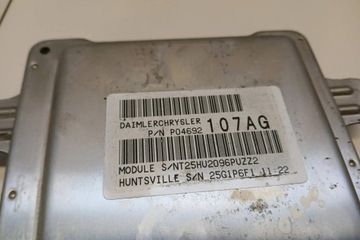 DAIMLERCHRYSLER
P/N P04692 107AG
MODULE S/NT25HU2096PUZZ2
HUNTSVILLE S/N 25G1P6F1 11 22